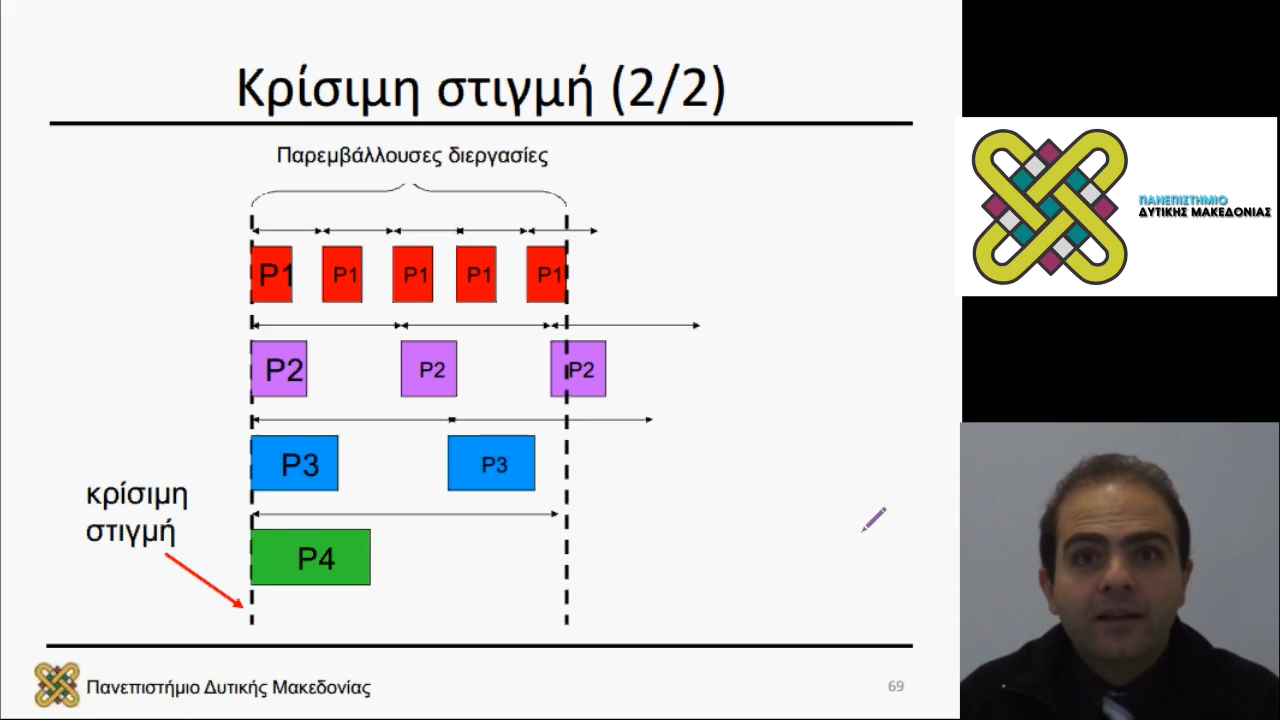 Κρίσιμη στιγμή (2/2)
Παρεμβάλλουσες διεργασίες
P1 P1 P1 P1 P1
P2 P2 P2
P3 P3
κρίσιμη
στιγμή
P4
Πανεπιστήμιο Δυτικής Μακεδονίας
69
ΠΑΝΕΠΙΣΤΗΜΙΟ
ΔΥΤΙΚΗΣ ΜΑΚΕΔΟΝΙΑΣ